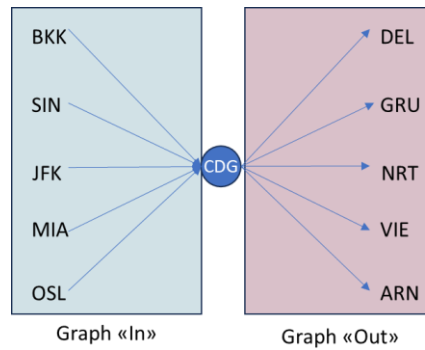 BKK
SIN
JFK
MIA
OSL
CDG
DEL
GRU
NRT
VIE
ARN
Graph «In»
Graph «Out»